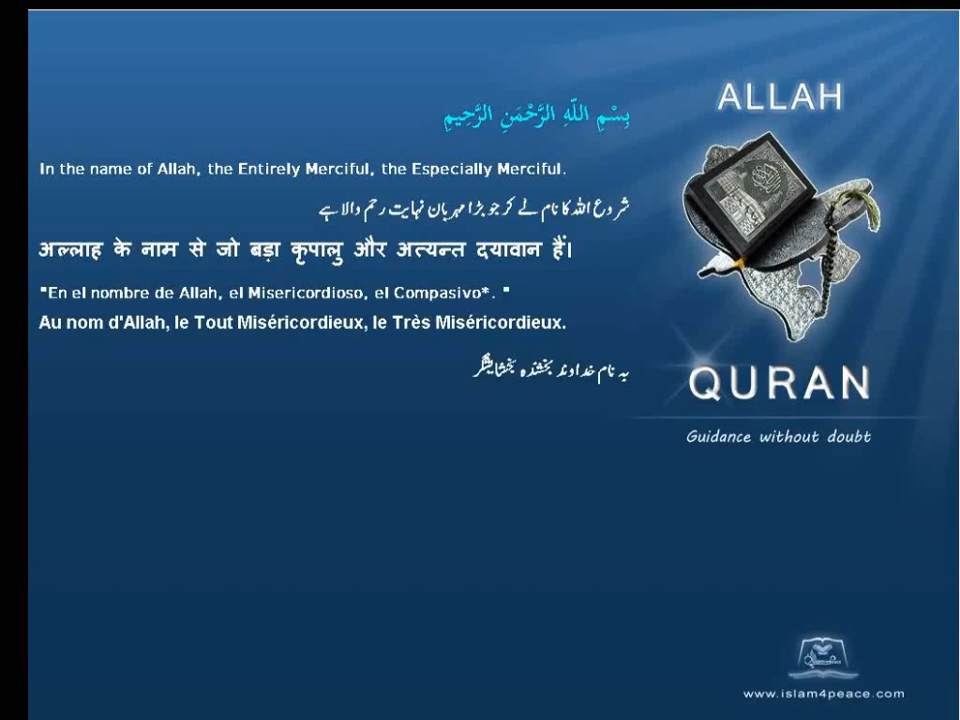 بِسْمِ اللَّهِ الرَّحْمَنِ الرَّحِيمِ
In the name of Allah, the Entirely Merciful, the Especially Merciful.
شروع الله کا نام لے کر جو بڑا مہربان نہایت رحم والا ہے
अल्लाह के नाम से जो बड़ा कृपालु और अत्यन्त दयावान हैं।
"En el nombre de Allah, el Misericordioso, el Compasivo*. "
Au nom d'Allah, le Tout Miséricordieux, le Très Miséricordieux.
به نام خداوند بخشنده بخشایشگر
ALLAH
QURAN
Guidance without doubt
www.islam4peace.com